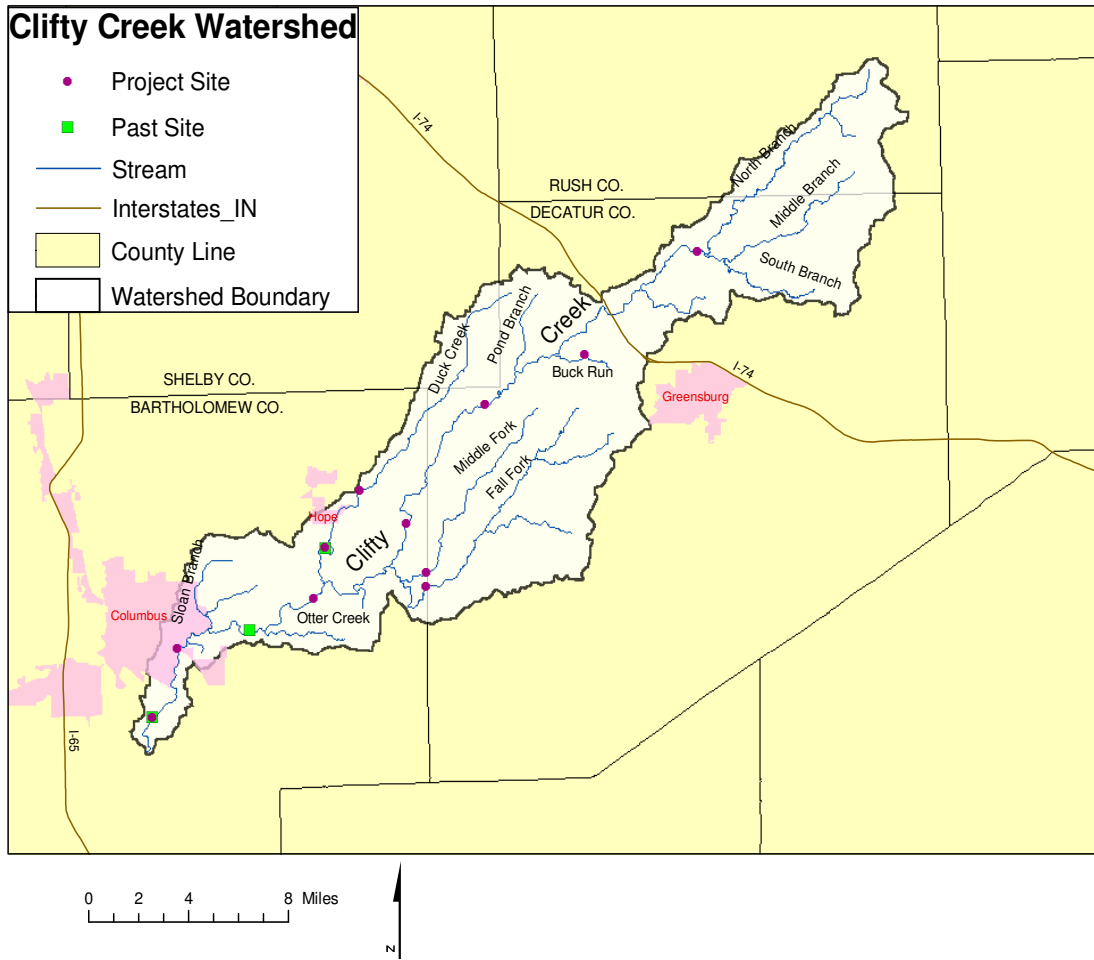 Clifty Creek Watershed
Project Site
Past Site
Stream
Interstates_IN
County Line
Watershed Boundary
I-74
North Branch
RUSH CO.
DECATUR CO.
Middle Branch
South Branch
Creek
Pond Branch
Duck Creek
Buck Run
I-74
SHELBY CO.
BARTHOLOMEW CO.
Greensburg
Middle Fork
Fall Fork
Hope
Clifty
Sloan Branch
Columbus
Otter Creek
I-65
0 2 4 8 Miles
N